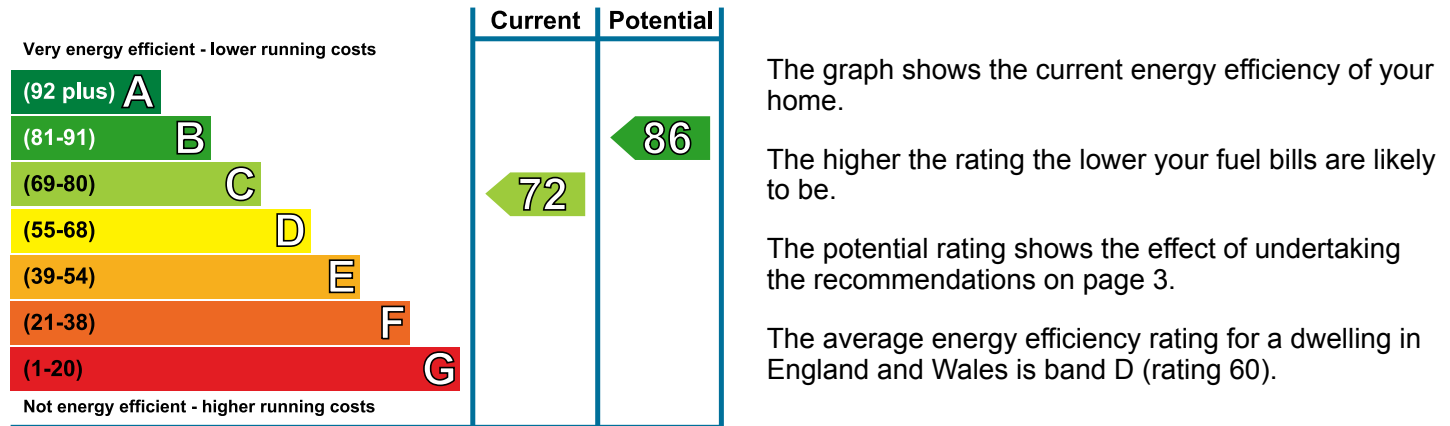 Current Potential
Very energy efficient - lower running costs
(92 plus) A
(81-91) B
86
(69-80) C
72
(55-68) D
(39-54) E
(21-38) F
(1-20) G
Not energy efficient - higher running costs
The graph shows the current energy efficiency of your
home.
The higher the rating the lower your fuel bills are likely
to be.
The potential rating shows the effect of undertaking
the recommendations on page 3.
The average energy efficiency rating for a dwelling in
England and Wales is band D (rating 60).